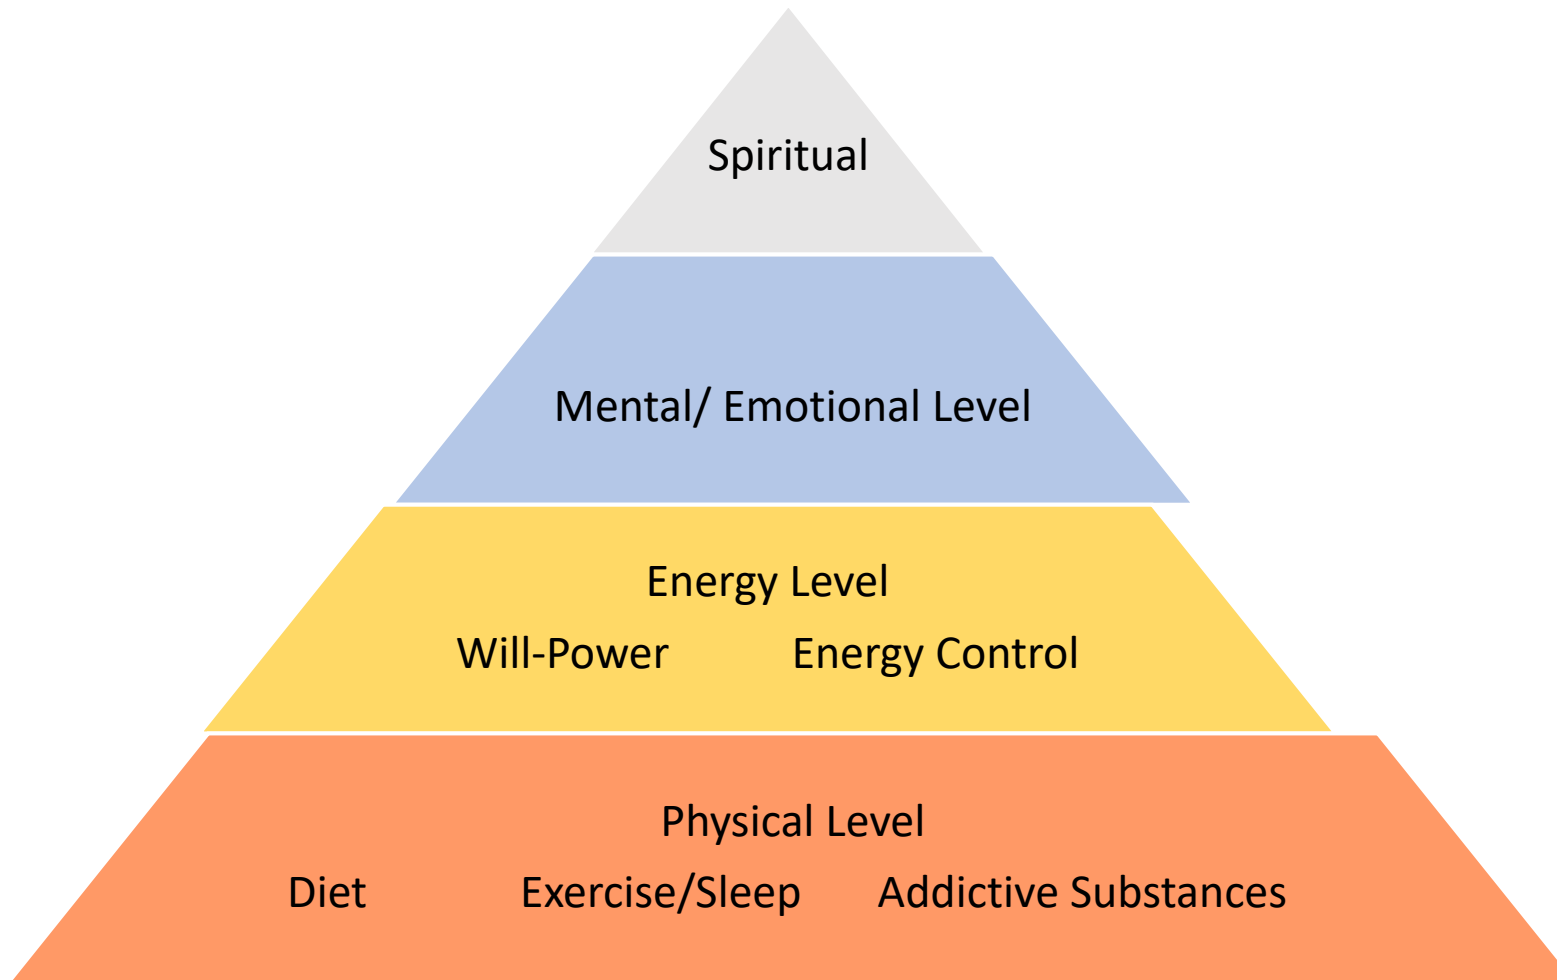 Spiritual
Mental/ Emotional Level
Energy Level
Will-Power Energy Control
Physical Level
Diet Exercise/Sleep Addictive Substances